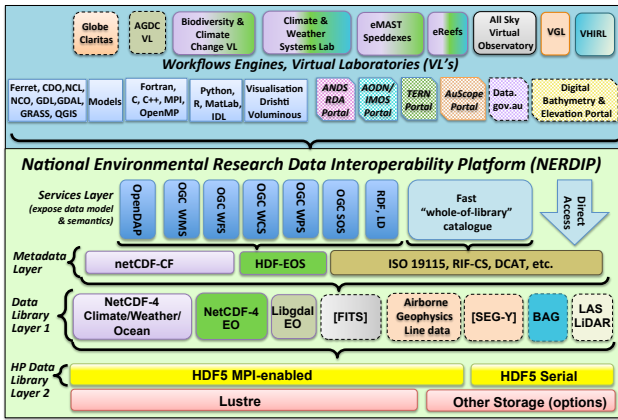 Globe
Claritas
AGDC
VL
Biodiversity &
Climate
Change VL
Climate &
Weather
Systems Lab
eMAST
Speddexes
eReefs
All Sky
Virtual
Observatory
VGL
VHIRL
Workflows Engines, Virtual Laboratories (VL's)
Ferret, CDO,NCL,
NCO, GDL,GDAL,
GRASS, QGIS
Models
Fortran,
C, C++, MPI,
OpenMP
Python,
R, MatLab,
IDL
Visualisation
Drishti
Voluminous
ANDS
RDA
Portal
AODN/
IMOS
Portal
TERN
Portal
AuScope
Portal
Data.
gov.au
Digital
Bathymetry &
Elevation Portal
National Environmental Research Data Interoperability Platform (NERDIP)
Services Layer
(expose data model
& semantics)
OpenDAP
OGC WMS
OGC WFS
OGC WCS
OGC WPS
OGC SOS
RDF, LD
Fast
“whole-of-library”
catalogue
Direct
Access
Metadata
Layer
netCDF-CF
HDF-EOS
ISO 19115, RIF-CS, DCAT, etc.
Data
Library
Layer 1
NetCDF-4
Climate/Weather/
Ocean
NetCDF-4
EO
Libgdal
EO
[FITS]
Airborne
Geophysics
Line data
[SEG-Y]
BAG
LAS
LiDAR
HP Data
Library
Layer 2
HDF5 MPI-enabled
HDF5 Serial
Lustre
Other Storage (options)